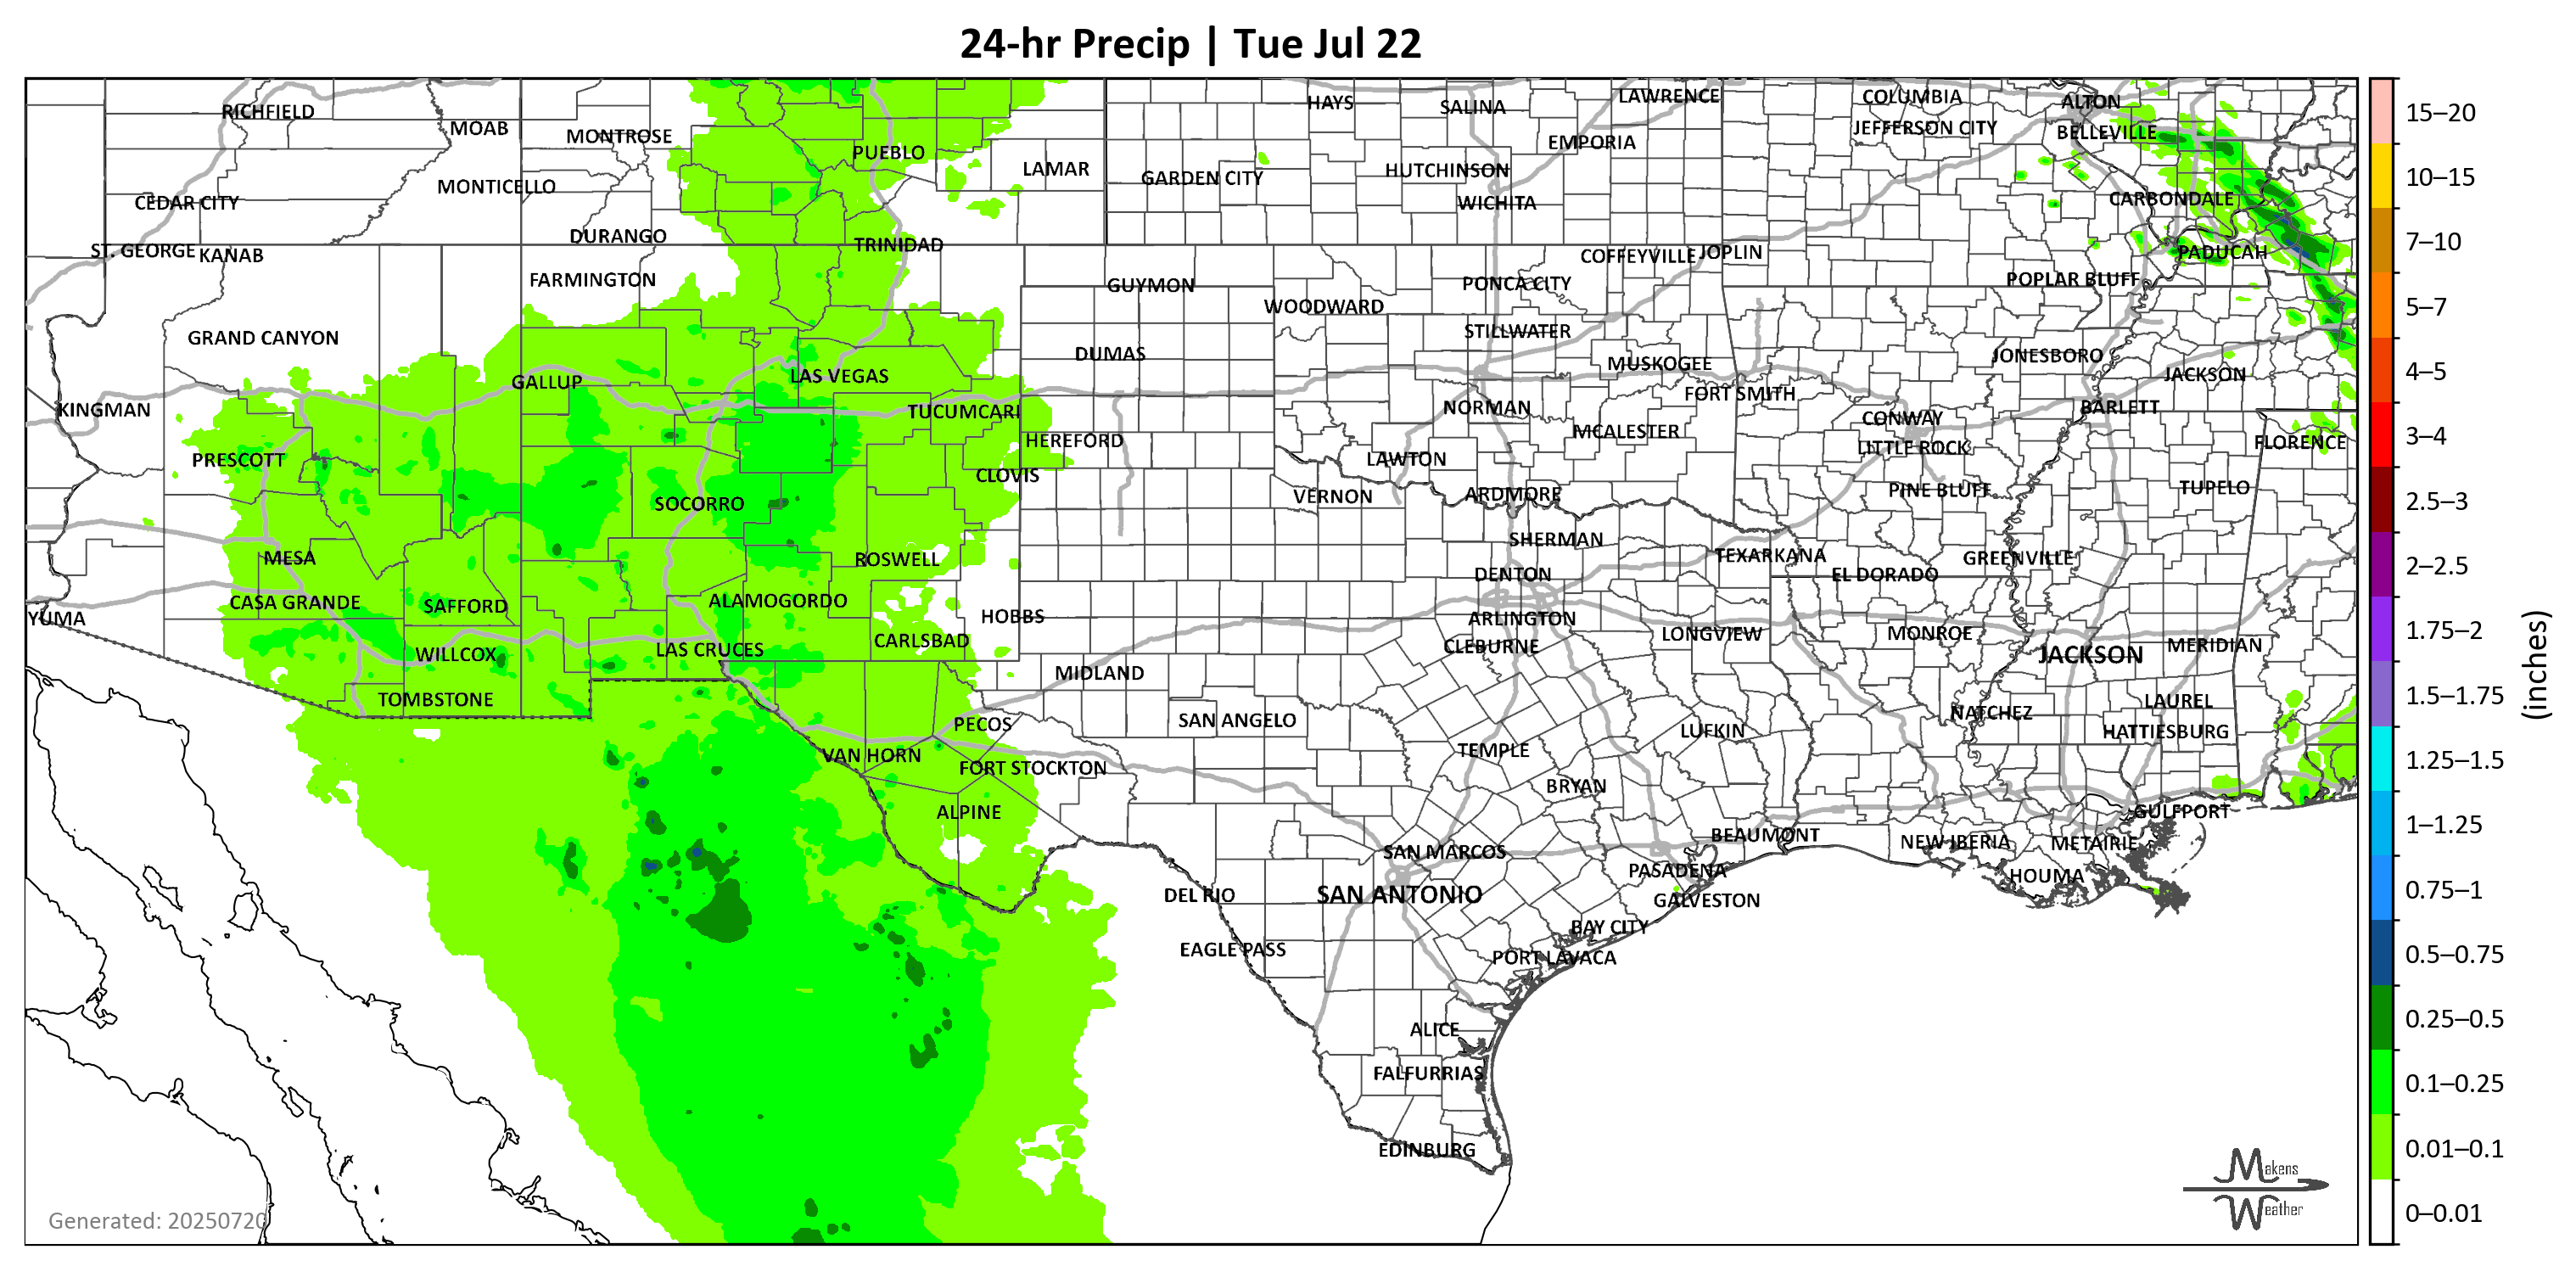 24-hr Precip | Tue Jul 22
HAYS
SALINA
LAWRENCE
COLUMBIA
ALTON
RICHFIELD
MOAB
MONTROSE
PUEBLO
EMPORIA
JEFFERSON CITY
BELLEVILLE
LAMAR
GARDEN CITY
HUTCHINSON
MONTICELLO
CEDAR CITY
WICHITA
CARBONDALE
DURANGO
TRINIDAD
ST. GEORGE
KANAB
COFFEYVILLE
JOPLIN
PADUCAH
FARMINGTON
GUYMON
PONCA CITY
POPLAR BLUFF
WOODWARD
GRAND CANYON
STILLWATER
DUMAS
MUSKOGEE
JONESBORO
GALLUP
LAS VEGAS
JACKSON
FORT SMITH
KINGMAN
TUCUMCARI
NORMAN
CONWAY
BARLETT
HEREFORD
MCALESTER
LITTLE ROCK
FLORENCE
PRESCOTT
CLOVIS
LAWTON
SOCORRO
VERNON
ARDMORE
PINE BLUFF
TUPELO
MESA
ROSWELL
SHERMAN
TEXARKANA
GREENVILLE
DENTON
EL DORADO
CASA GRANDE
SAFFORD
ALAMOGORDO
YUMA
HOBBS
ARLINGTON
WILLCOX
LAS CRUCES
CARLSBAD
CLEBURNE
LONGVIEW
MONROE
JACKSON
MERIDIAN
MIDLAND
TOMBSTONE
PECOS
SAN ANGELO
NATCHEZ
LAUREL
VAN HORN
FORT STOCKTON
TEMPLE
LUFKIN
HATTIESBURG
ALPINE
BRYAN
GULFPORT
BEAUMONT
NEW IBERIA
METAIRIE
SAN MARCOS
PASADENA
HOUMA
DEL RIO
SAN ANTONIO
GALVESTON
EAGLE PASS
BAY CITY
PORT LAVACA
ALICE
FALFURRIAS
EDINBURG
Generated: 20250720
Makens
Weather
15–20
10–15
7–10
5–7
4–5
3–4
2.5–3
2–2.5
1.75–2
1.5–1.75
1.25–1.5
1–1.25
0.75–1
0.5–0.75
0.25–0.5
0.1–0.25
0.01–0.1
0–0.01
(inches)